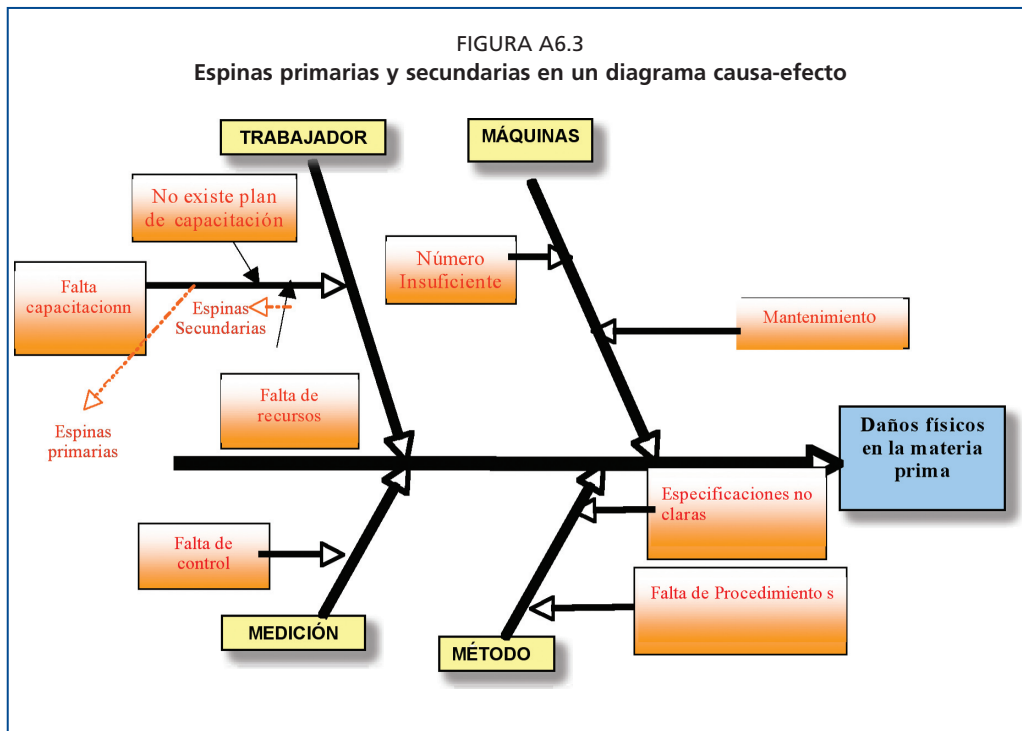 FIGURA A6.3
Espinas primarias y secundarias en un diagrama causa-efecto
TRABAJADOR
MÁQUINAS
No existe plan
de capacitación
Número
Insuficiente
Falta
capacitacionn
Espinas
Secundarias
Mantenimiento
Falta de
recursos
Espinas
primarias
Daños físicos
en la materia
prima
Especificaciones no
claras
Falta de
control
Falta de Procedimiento s
MEDICIÓN
MÉTODO